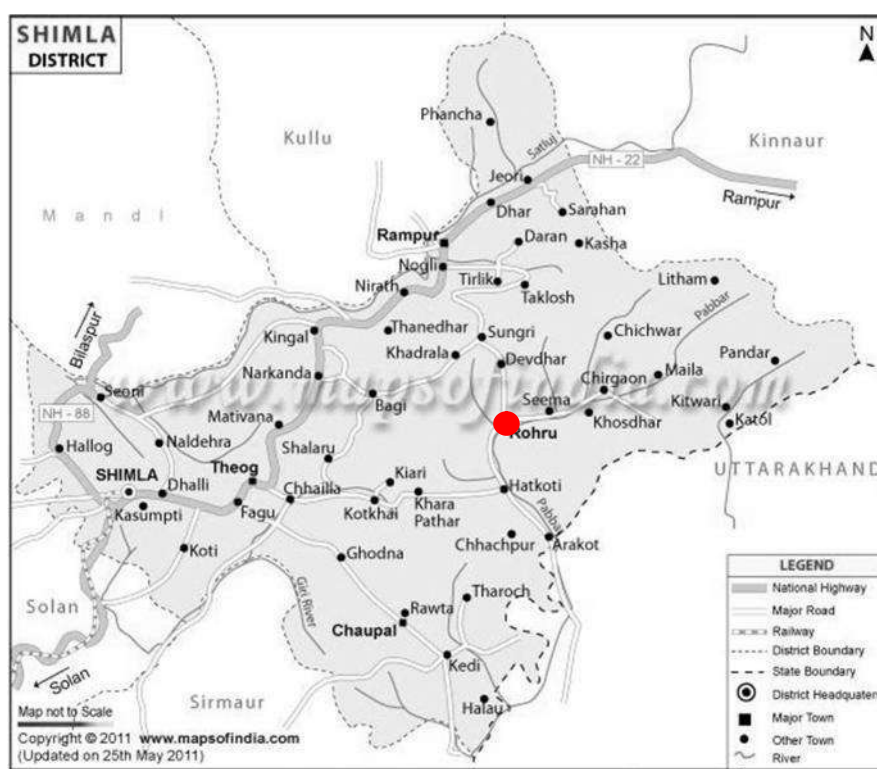 SHIMLA
DISTRICT
N
Phancha
Kullu
Satluj
NH - 22
Kinnaur
Jeori
Rampur
Mandi
Dhar
Sarahan
Rampur
Daran
Kasha
Nogli
Nirath
Tirlik
Taklosh
Litham
Pabbar
Bilaspur
Kingal
Thanedhar
Sungri
Chichwar
Khadrala
Devdhar
Pandar
Narkanda
Chirgaon
Maila
www.mapsofindia.com
Seoni
Bagi
Seema
Kitwari
NH - 88
Mativana
Khosdhar
Katol
Rohru
Hallog
Naldehra
Shalaru
UTTARAKHAND
SHIMLA
Theog
Kiari
Dhalli
Chhailla
Khara
Pathar
Hatkoti
Kasumpti
Fagu
Kotkhai
Pabbar
Koti
Ghodna
Chhachpur
Arakot
Giri River
Solan
Tharoch
Rawta
Chaupal
Kedi
Solan
Sirmaur
Halau
LEGEND
National Highway
Major Road
Railway
District Boundary
State Boundary
District Headquater
Major Town
Other Town
River
Map not to Scale
Copyright © 2011 www.mapsofindia.com
(Updated on 25th May 2011)